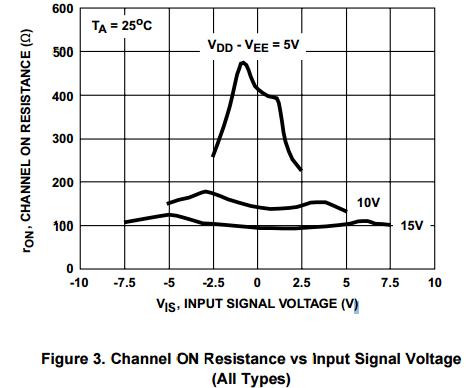 600
500
400
300
200
100
0
rON, CHANNEL ON RESISTANCE (Ω)
TA = 25ºC
VDD - VEE = 5V
10V
15V
-10 -7.5 -5 -2.5 0 2.5 5 7.5 10
VIS, INPUT SIGNAL VOLTAGE (V)
Figure 3. Channel ON Resistance vs Input Signal Voltage
(All Types)